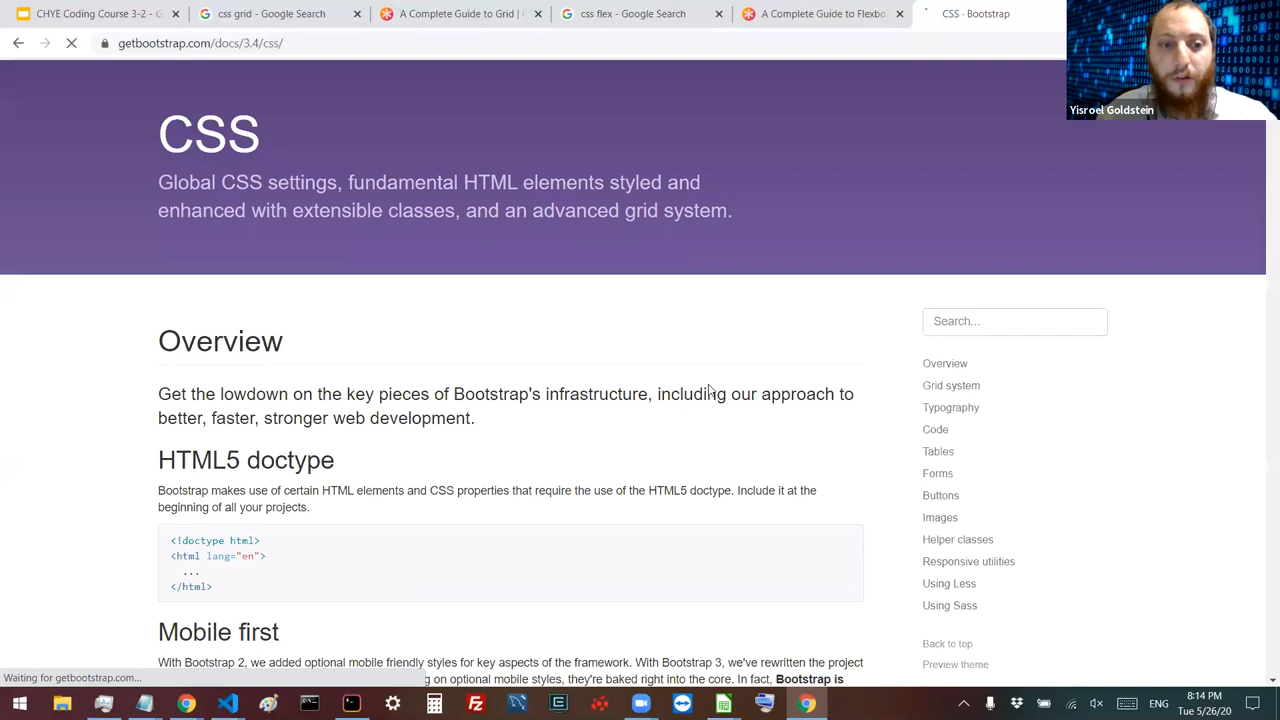 CHYE Coding Course 3-2 - G
css grid - Google Search
A Complete Guide to Grid |
css flex - Google Search
A Complete Guide to Flexbo
CSS · Bootstrap
getbootstrap.com/docs/3.4/css/
Yisroel Goldstein
CSS
Global CSS settings, fundamental HTML elements styled and
enhanced with extensible classes, and an advanced grid system.
Overview
Get the lowdown on the key pieces of Bootstrap's infrastructure, including our approach to
better, faster, stronger web development.
HTML5 doctype
Bootstrap makes use of certain HTML elements and CSS properties that require the use of the HTML5 doctype. Include it at the
beginning of all your projects.
<!doctype html>
<html lang="en">
...
</html>
Mobile first
With Bootstrap 2, we added optional mobile friendly styles for key aspects of the framework. With Bootstrap 3, we've rewritten the project
g on optional mobile styles, they're baked right into the core. In fact, Bootstrap is
Search...
Overview
Grid system
Typography
Code
Tables
Forms
Buttons
Images
Helper classes
Responsive utilities
Using Less
Using Sass
Back to top
Preview theme
Waiting for getbootstrap.com...
ENG
8:14 PM
Tue 5/26/20